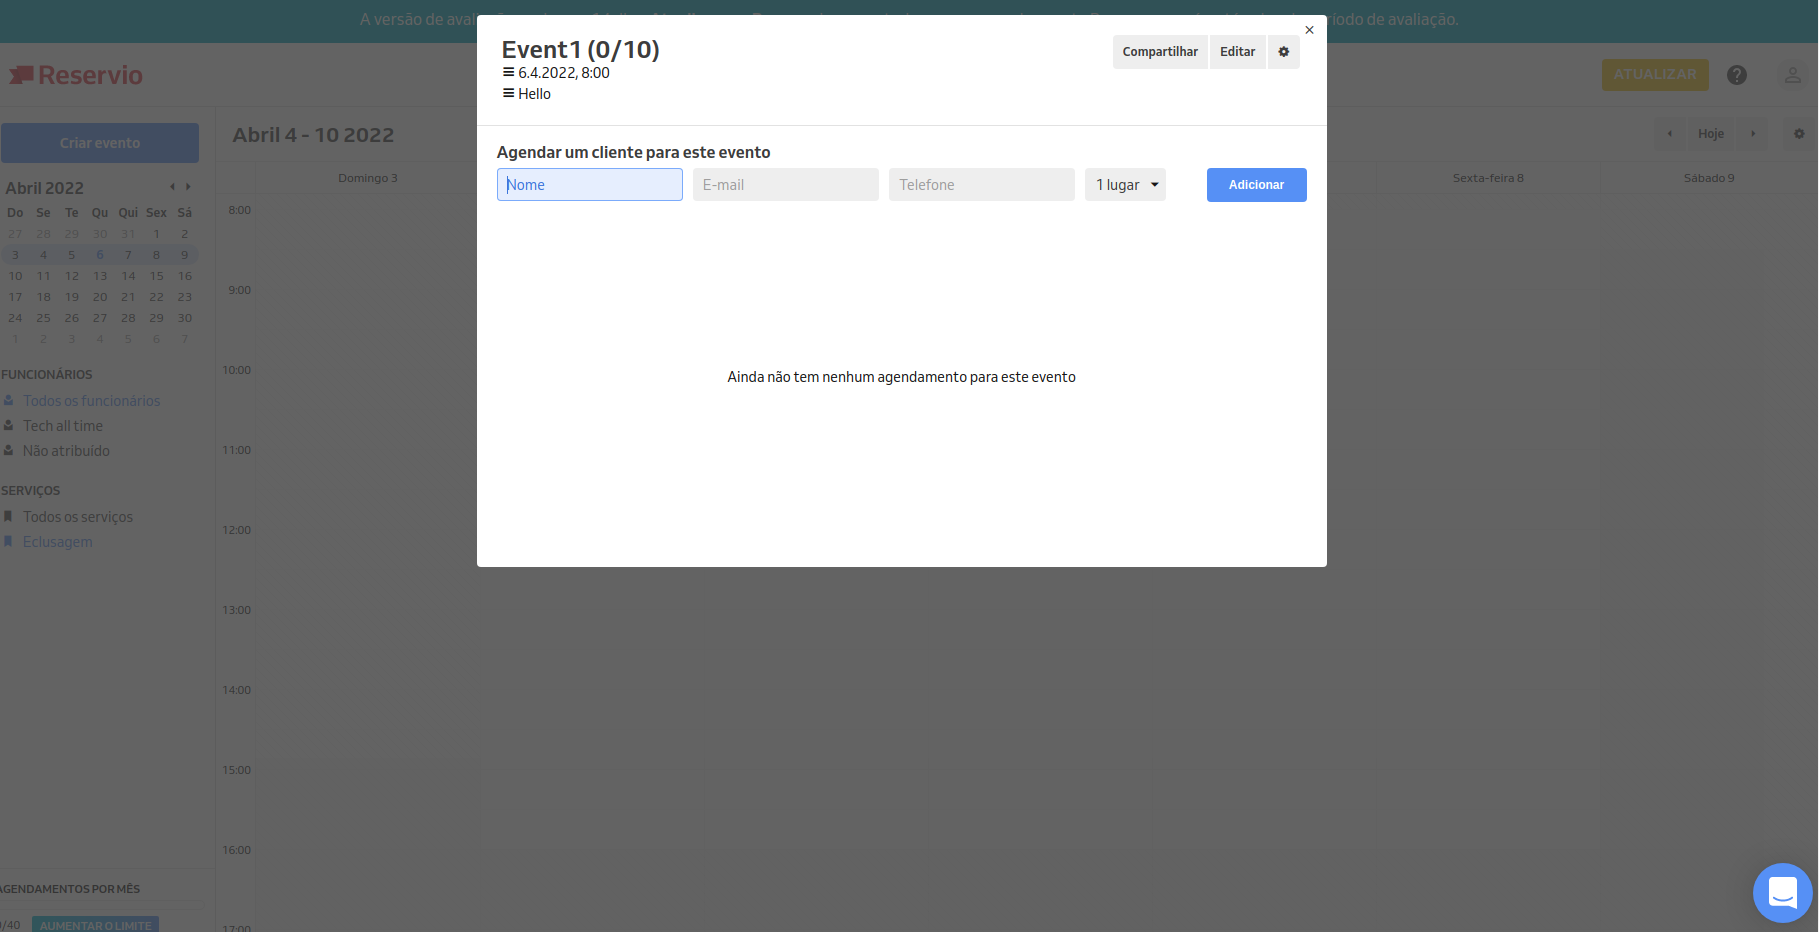 A versão de aval
ríodo de avaliação.
Reservio
ATUALIZAR
Criar evento
Abril 2022
Do Se Te Qu Qui Sex Sá
27 28 29 30 31 1 2
3 4 5 6 7 8 9
10 11 12 13 14 15 16
17 18 19 20 21 22 23
24 25 26 27 28 29 30
1 2 3 4 5 6 7
FUNCIONÁRIOS
Todos os funcionários
Tech all time
Não atribuído
SERVIÇOS
Todos os serviços
Eclusagem
AGENDAMENTOS POR MÊS
/40 AUMENTAR O LIMITE
Abril 4 - 10 2022
Hoje
Domingo 3
Sexta-feira 8
Sábado 9
8:00
9:00
10:00
11:00
12:00
13:00
14:00
15:00
16:00
17:00
Event1 (0/10)
6.4.2022, 8:00
Hello
Compartilhar
Editar
Agendar um cliente para este evento
Nome
E-mail
Telefone
1 lugar
Adicionar
Ainda não tem nenhum agendamento para este evento